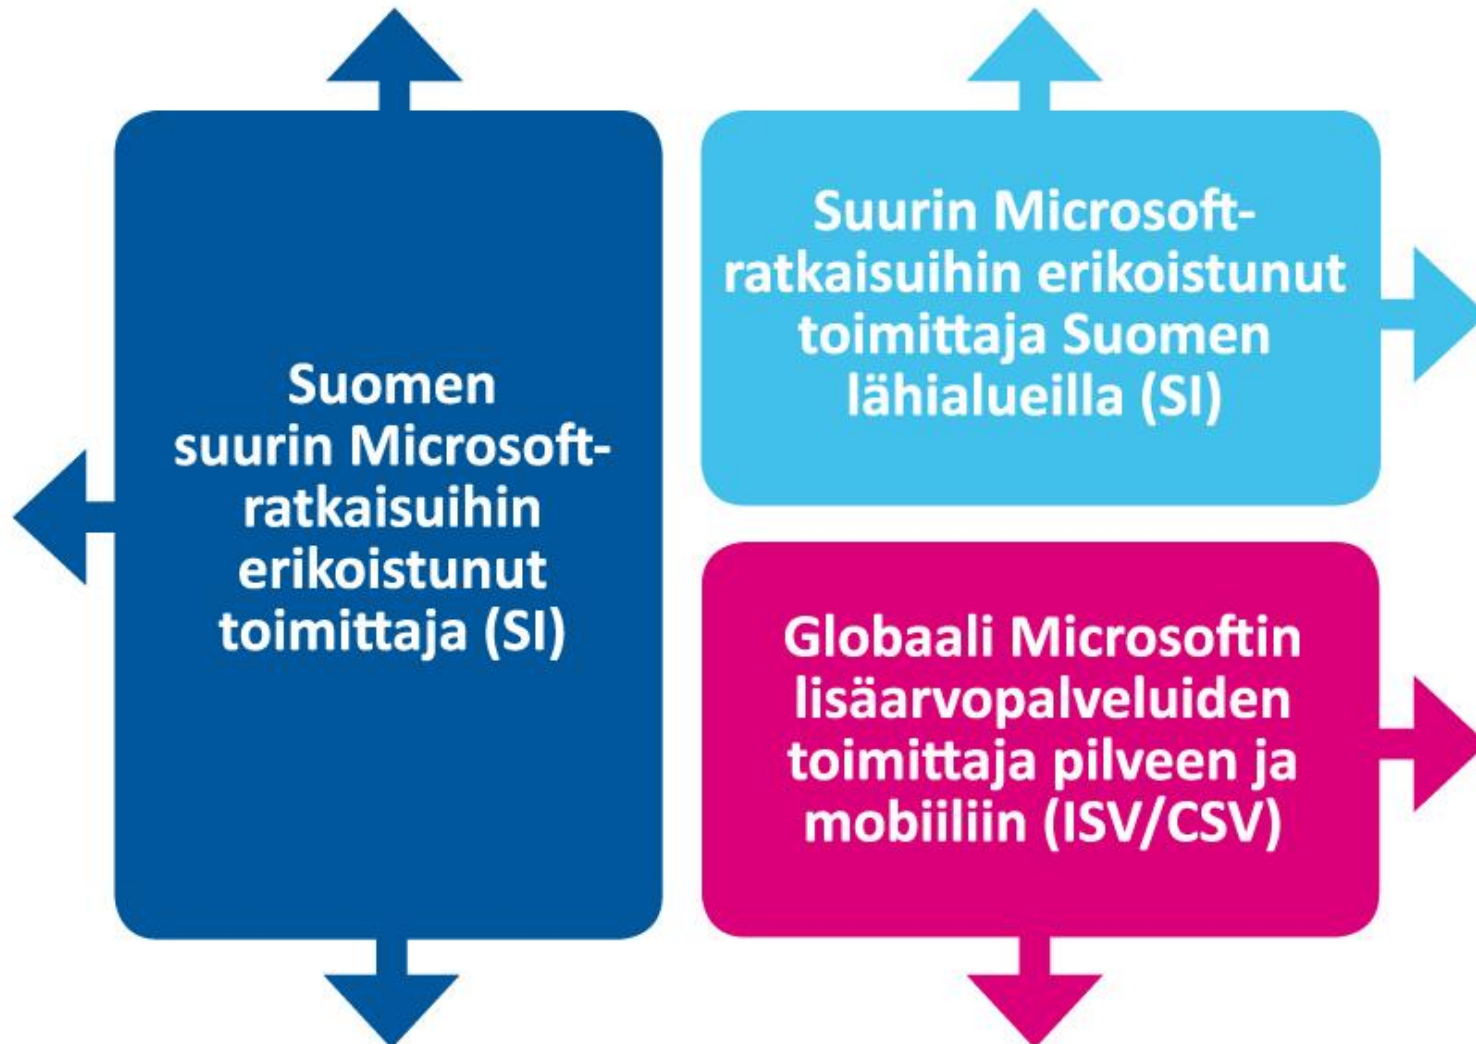 Suomen
suurin Microsoft-
ratkaisuihin
erikoistunut
toimittaja (SI)
Suurin Microsoft-
ratkaisuihin erikoistunut
toimittaja Suomen
lähialueilla (SI)
Globaali Microsoftin
lisäarvopalveluiden
toimittaja pilveen ja
mobiiliin (ISV/CSV)